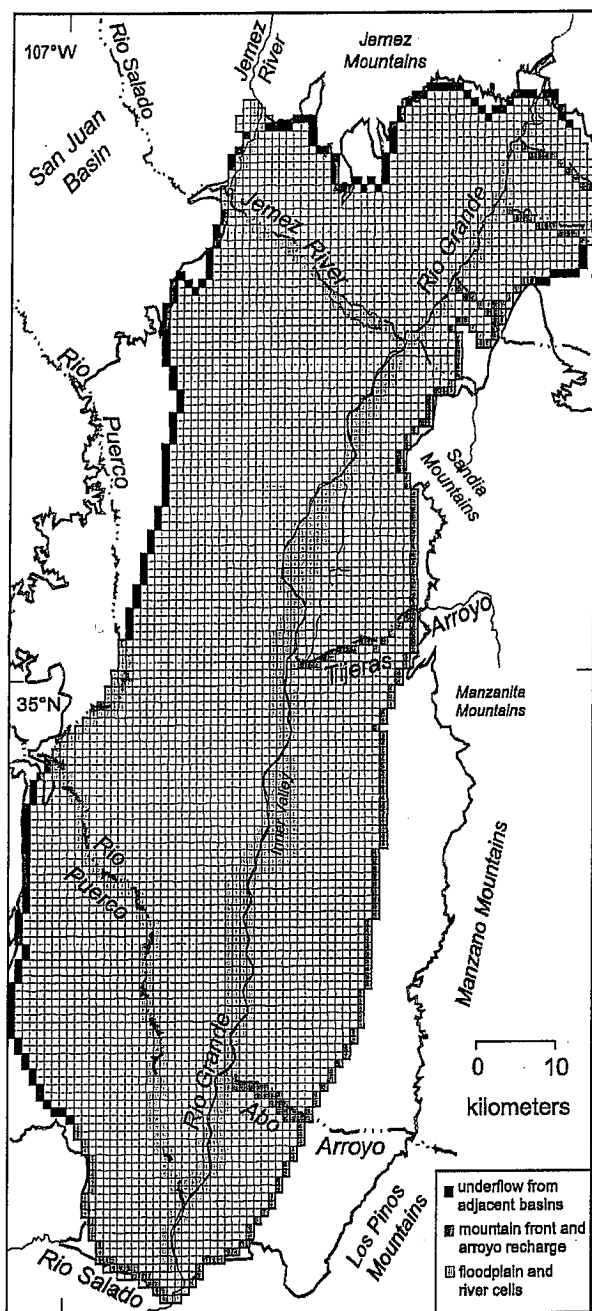 107°W
Rio Salado
Jemez
River
Jemez
Mountains
San Juan
Basin
Jemez River
Rio Grande
Rio
Puerco
Sandia
Mountains
Arroyo
Tijeras
35°N
Manzanita
Mountains
Inner Valley
Rio
Puerco
Manzano Mountains
Rio Grande
0 10
kilometers
Abo
Arroyo
Los Pinos
Mountains
Rio Salado
underflow from
adjacent basins
mountain front and
arroyo recharge
floodplain and
river cells